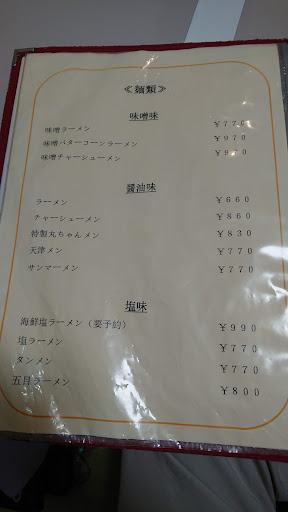 ≪麺類≫
味噌味
味噌ラーメン ￥770
味噌バターコーンラーメン ￥970
味噌チャーシューメン ￥970
醤油味
ラーメン ￥660
チャーシューメン ￥860
特製丸ちゃんメン ￥830
天津メン ￥770
サンマーメン ￥770
塩味
海鮮塩ラーメン（要予約） ￥990
塩ラーメン ￥770
タンメン ￥770
五目ラーメン ￥800